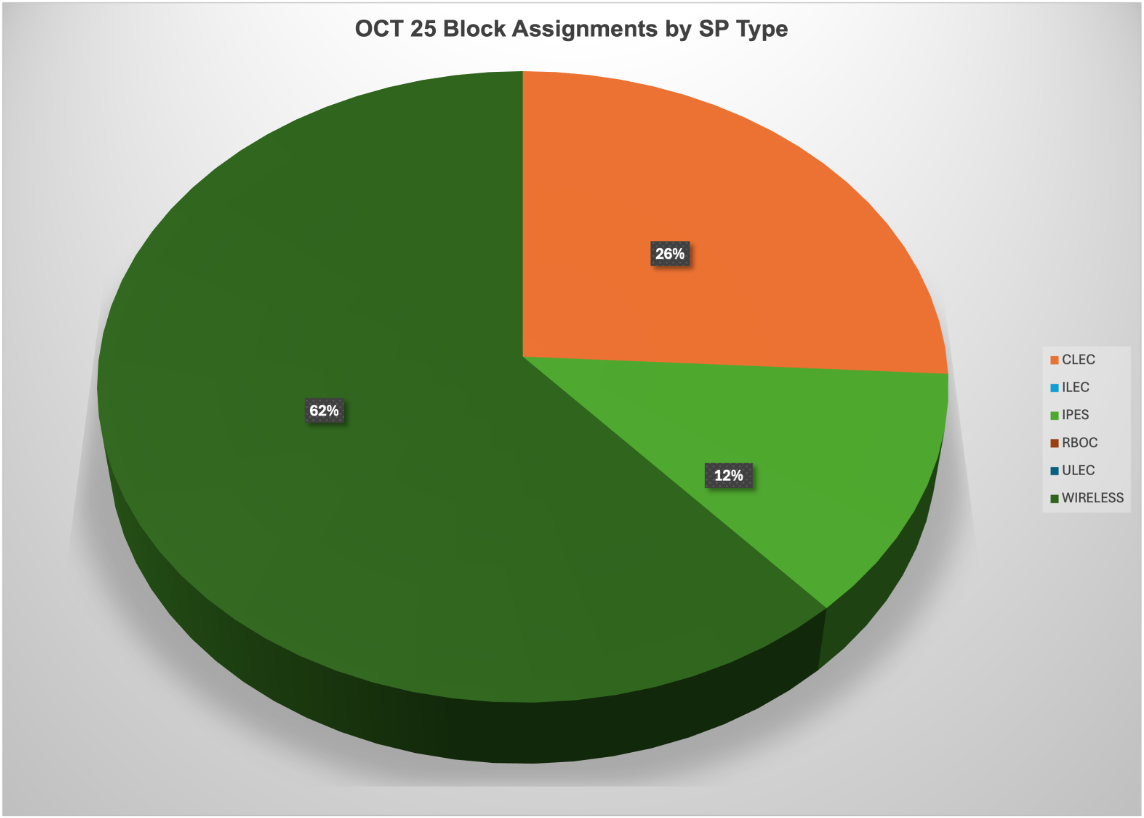 OCT 25 Block Assignments by SP Type
26%
62%
12%
CLEC
ILEC
IPES
RBOC
ULEC
WIRELESS